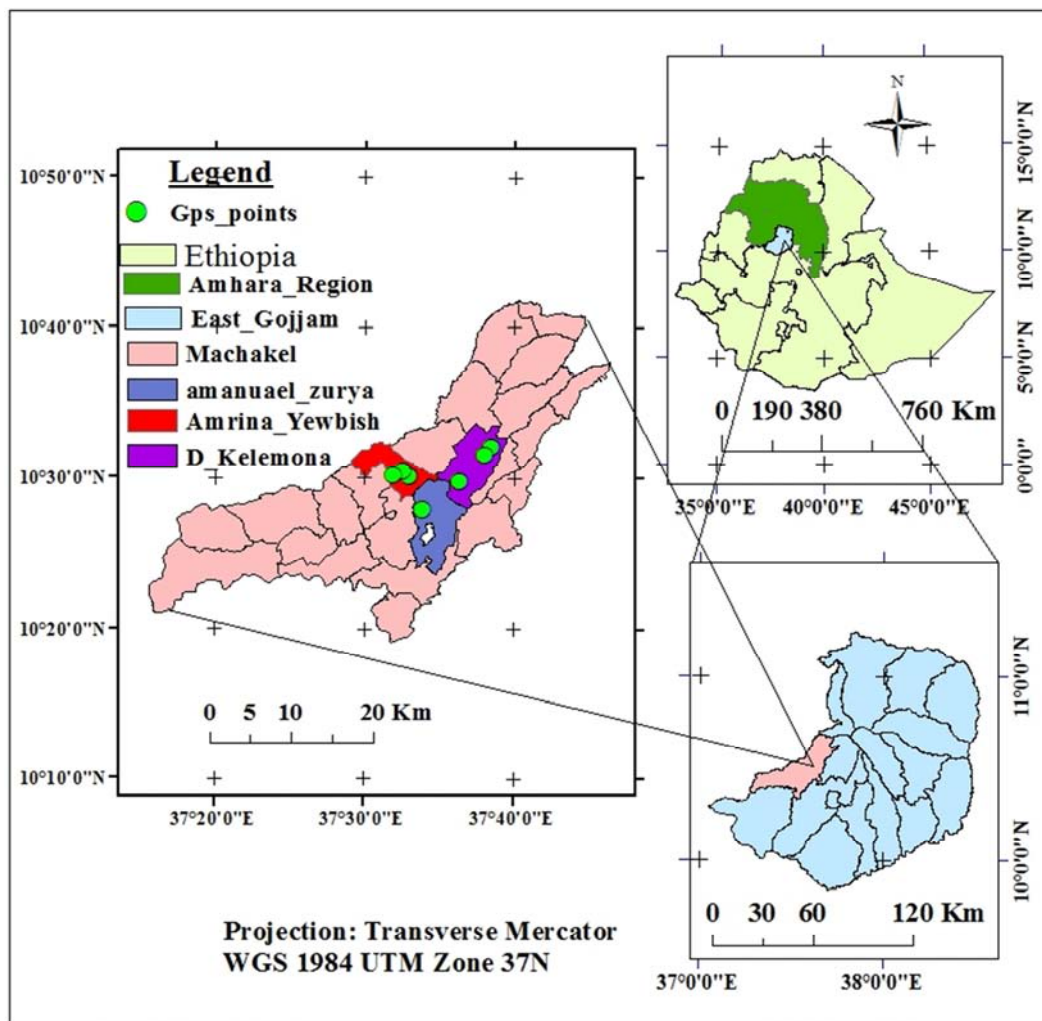 Legend
Gps_points
Ethiopia
Amhara_Region
East_Gojjam
Machakel
amanuael_zurya
Amrina_Yewbish
D_Kelemona
10°50'0"N
10°40'0"N
10°30'0"N
10°20'0"N
10°10'0"N
37°20'0"E 37°30'0"E 37°40'0"E
0 5 10 20 Km
Projection: Transverse Mercator
WGS 1984 UTM Zone 37N
N
15°0'0"N
10°0'0"N
5°0'0"N
0°0'0"
0 190 380 760 Km
35°0'0"E 40°0'0"E 45°0'0"E
11°0'0"N
10°0'0"N
0 30 60 120 Km
37°0'0"E 38°0'0"E